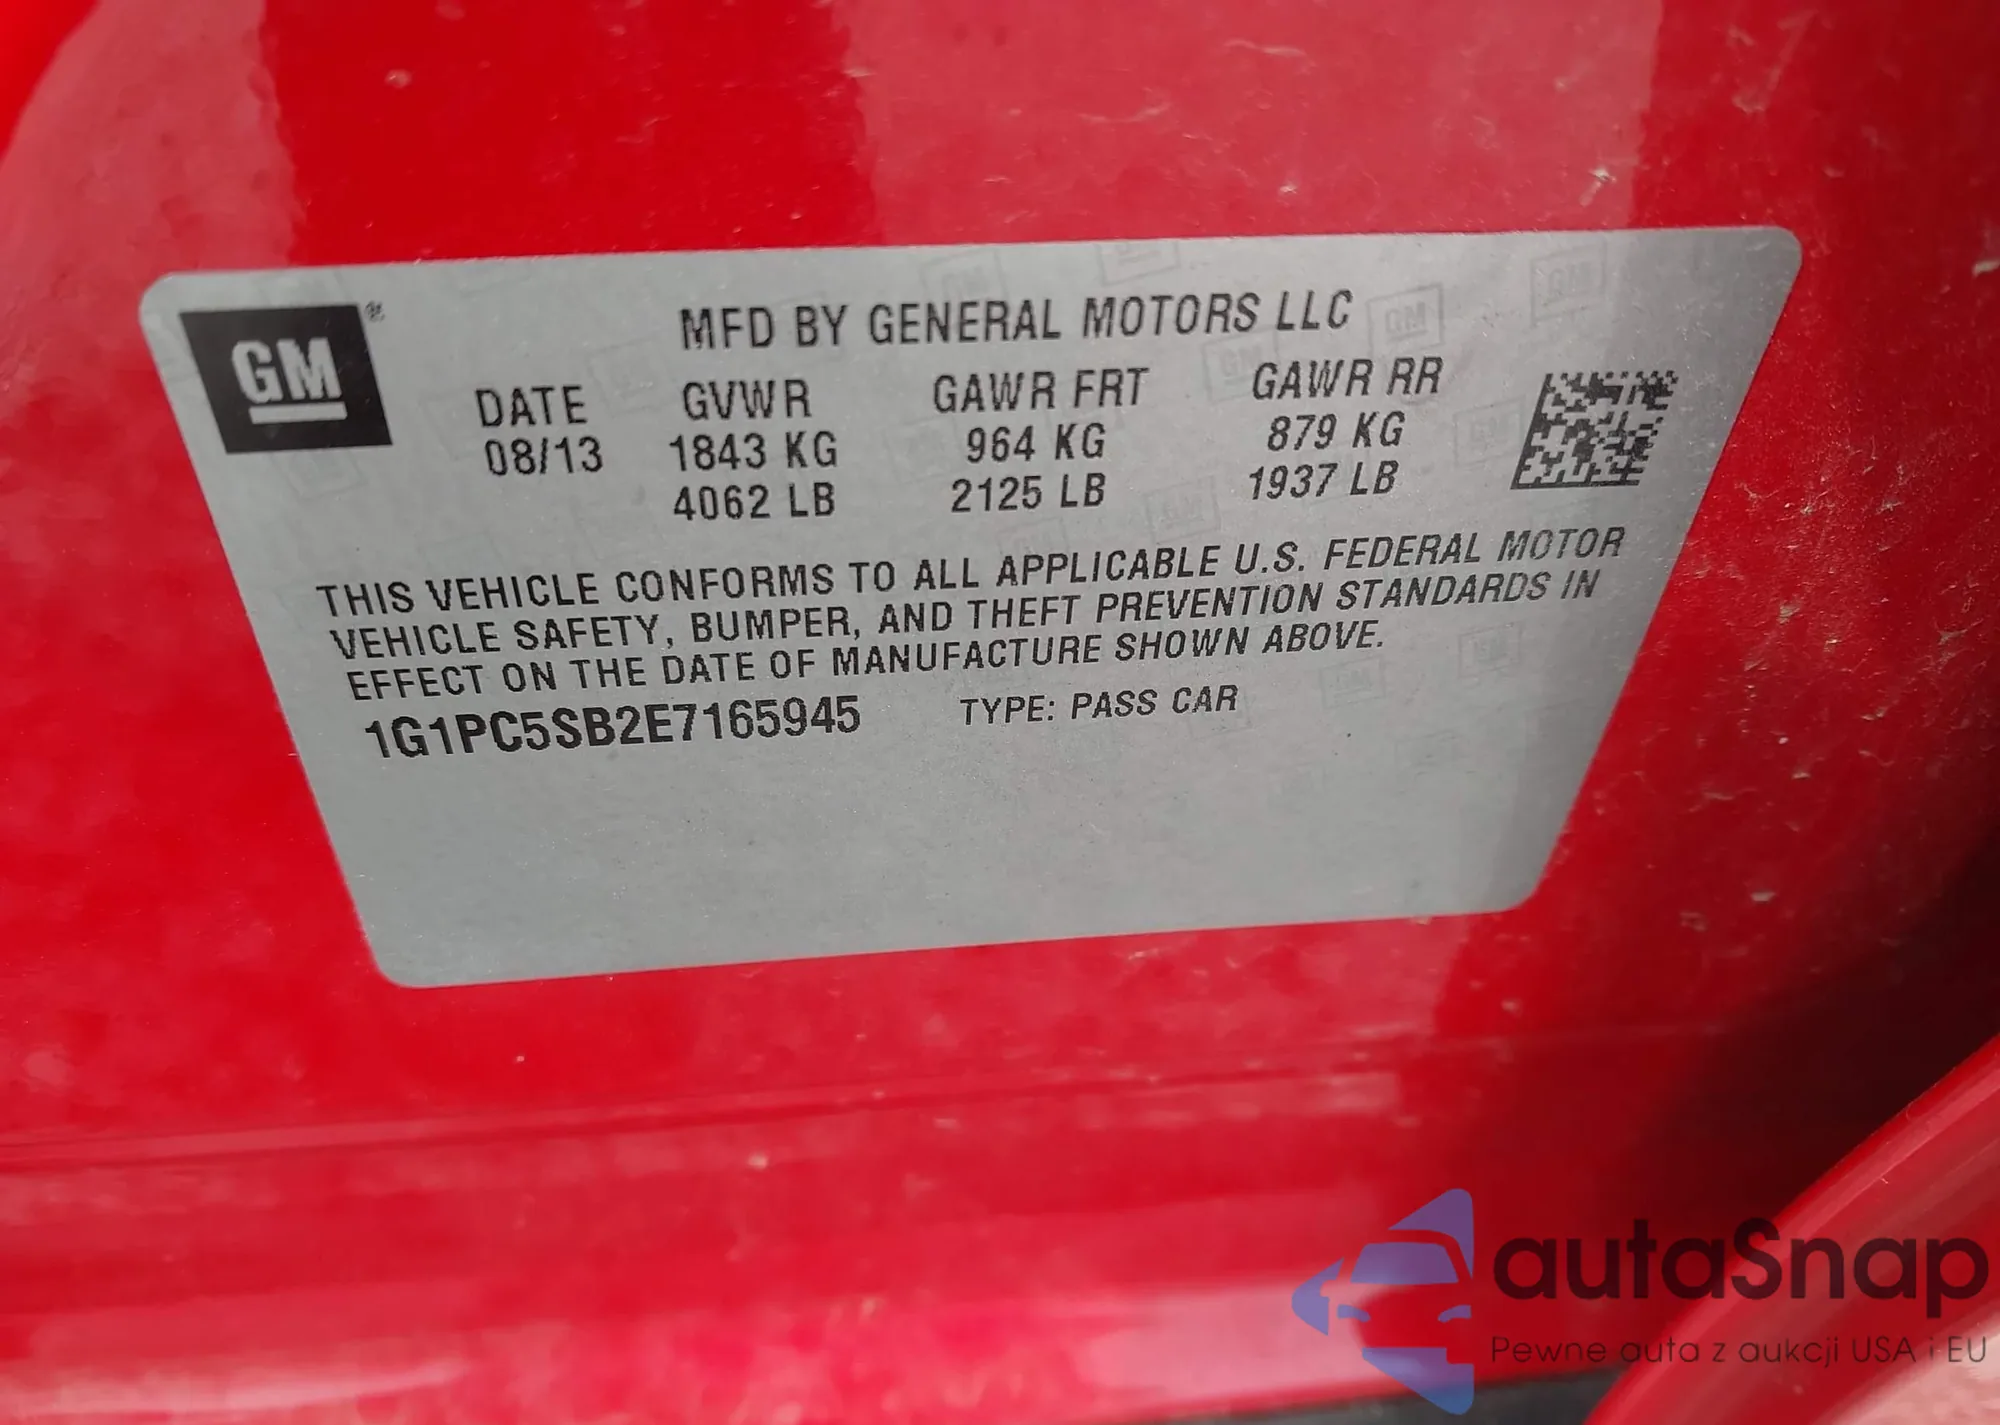 GM®
MFD BY GENERAL MOTORS LLC
DATE GVWR GAWR FRT GAWR RR
08/13 1843 KG 964 KG 879 KG
4062 LB 2125 LB 1937 LB
THIS VEHICLE CONFORMS TO ALL APPLICABLE U.S. FEDERAL MOTOR
VEHICLE SAFETY, BUMPER, AND THEFT PREVENTION STANDARDS IN
EFFECT ON THE DATE OF MANUFACTURE SHOWN ABOVE.
1G1PC5SB2E7165945 TYPE: PASS CAR
autaSnap
Pewne auta z aukcji USA i EU